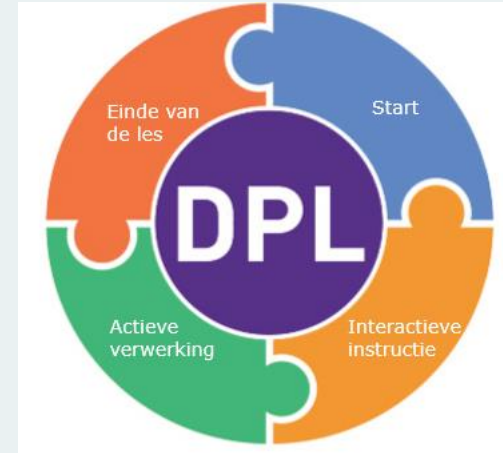 Einde van
de les
Start
DPL
Actieve
verwerking
Interactieve
instructie